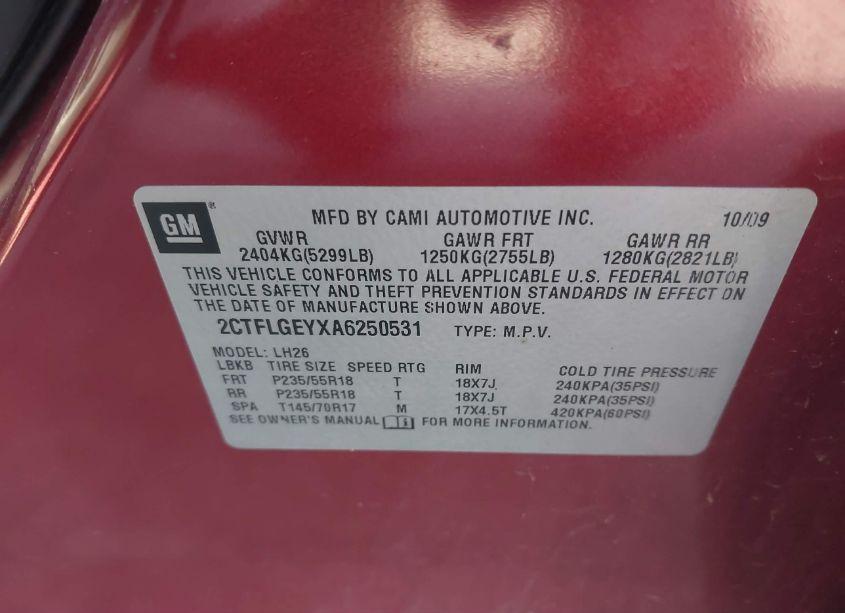 GM ®
MFD BY CAMI AUTOMOTIVE INC. 10/09
GVWR GAWR FRT GAWR RR
2404KG(5299LB) 1250KG(2755LB) 1280KG(2821LB)
THIS VEHICLE CONFORMS TO ALL APPLICABLE U.S. FEDERAL MOTOR
VEHICLE SAFETY AND THEFT PREVENTION STANDARDS IN EFFECT ON
THE DATE OF MANUFACTURE SHOWN ABOVE.
2CTFLGEYXA6250531 TYPE: M.P.V.
MODEL: LH26
LBKB TIRE SIZE SPEED RTG RIM COLD TIRE PRESSURE
FRT P235/55R18 T 18X7J 240KPA(35PSI)
RR P235/55R18 T 18X7J 240KPA(35PSI)
SPA T145/70R17 M 17X4.5T 420KPA(60PSI)
SEE OWNER'S MANUAL i FOR MORE INFORMATION.